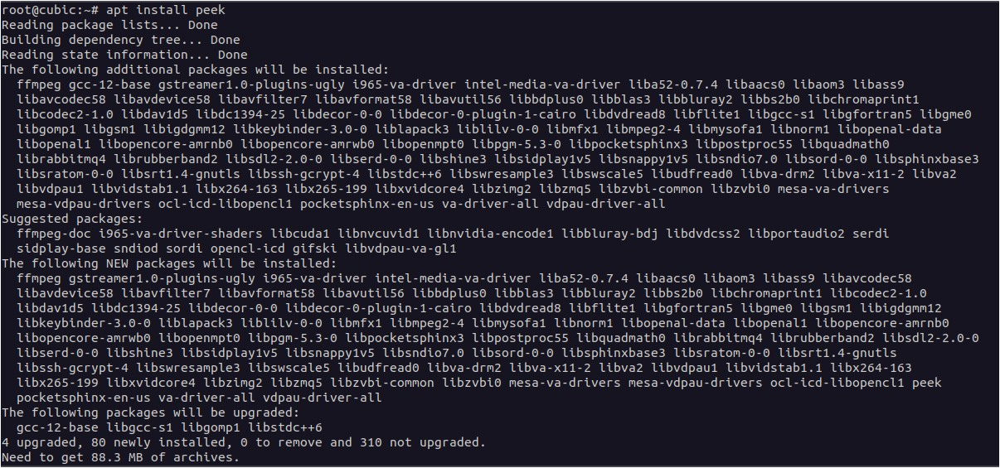 root@cubic:~# apt install peek
Reading package lists... Done
Building dependency tree... Done
Reading state information... Done
The following additional packages will be installed:
  ffmpeg gcc-12-base gstreamer1.0-plugins-ugly i965-va-driver intel-media-va-driver liba52-0.7.4 libaacs0 libaom3 libass9
  libavcodec58 libavdevice58 libavfilter7 libavformat58 libavutil56 libbdplus0 libblas3 libbluray2 libbs2b0 libchromaprint1
  libcodec2-1.0 libdav1d5 libdc1394-25 libdecor-0-0 libdecor-0-plugin-1-cairo libdvdread8 libflite1 libgcc-s1 libgfortran5 libgme0
  libgomp1 libgsm1 libigdgmm12 libkeybinder-3.0-0 liblapack3 liblilv-0-0 libmfx1 libmpeg2-4 libmysofa1 libnorm1 libopenal-data
  libopenal1 libopencore-amrnb0 libopencore-amrwb0 libopenmpt0 libpgm-5.3-0 libpocketsphinx3 libpostproc55 libquadmath0
  librabbitmq4 librubberband2 libsdl2-2.0-0 libserd-0-0 libshine3 libsidplay1v5 libsnappy1v5 libsndio7.0 libsord-0-0 libsphinxbase3
  libsratom-0-0 libsrt1.4-gnutls libssh-gcrypt-4 libstdc++6 libswresample3 libswscale5 libudfread0 libva-drm2 libva-x11-2 libva2
  libvdpau1 libvidstab1.1 libx264-163 libx265-199 libxvidcore4 libzimg2 libzmq5 libzvbi-common libzvbi0 mesa-va-drivers
  mesa-vdpau-drivers ocl-icd-libopencl1 pocketsphinx-en-us va-driver-all vdpau-driver-all
Suggested packages:
  ffmpeg-doc i965-va-driver-shaders libcuda1 libnvcuvid1 libnvidia-encode1 libbluray-bdj libdvdcss2 libportaudio2 serdi
  sidplay-base sndiod sordi opencl-icd gifski libvdpau-va-gl1
The following NEW packages will be installed:
  ffmpeg gstreamer1.0-plugins-ugly i965-va-driver intel-media-va-driver liba52-0.7.4 libaacs0 libaom3 libass9 libavcodec58
  libavdevice58 libavfilter7 libavformat58 libavutil56 libbdplus0 libblas3 libbluray2 libbs2b0 libchromaprint1 libcodec2-1.0
  libdav1d5 libdc1394-25 libdecor-0-0 libdecor-0-plugin-1-cairo libdvdread8 libflite1 libgfortran5 libgme0 libgsm1 libigdgmm12
  libkeybinder-3.0-0 liblapack3 liblilv-0-0 libmfx1 libmpeg2-4 libmysofa1 libnorm1 libopenal-data libopenal1 libopencore-amrnb0
  libopencore-amrwb0 libopenmpt0 libpgm-5.3-0 libpocketsphinx3 libpostproc55 libquadmath0 librabbitmq4 librubberband2 libsdl2-2.0-0
  libserd-0-0 libshine3 libsidplay1v5 libsnappy1v5 libsndio7.0 libsord-0-0 libsphinxbase3 libsratom-0-0 libsrt1.4-gnutls
  libssh-gcrypt-4 libswresample3 libswscale5 libudfread0 libva-drm2 libva-x11-2 libva2 libvdpau1 libvidstab1.1 libx264-163
  libx265-199 libxvidcore4 libzimg2 libzmq5 libzvbi-common libzvbi0 mesa-va-drivers mesa-vdpau-drivers ocl-icd-libopencl1 peek
  pocketsphinx-en-us va-driver-all vdpau-driver-all
The following packages will be upgraded:
  gcc-12-base libgcc-s1 libgomp1 libstdc++6
4 upgraded, 80 newly installed, 0 to remove and 310 not upgraded.
Need to get 88.3 MB of archives.